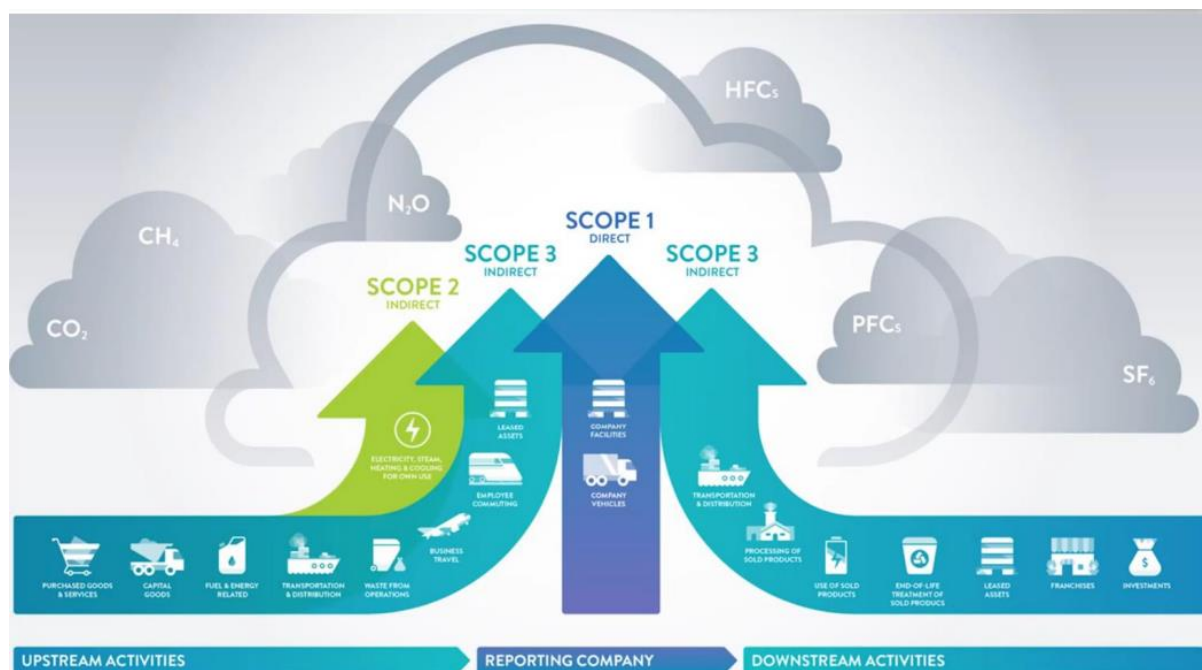 HFCs
N₂O
CH₄
CO₂
PFCs
SF₆
SCOPE 1
DIRECT
SCOPE 3
INDIRECT
SCOPE 3
INDIRECT
SCOPE 2
INDIRECT
ELECTRICITY, STEAM,
HEATING & COOLING
FOR OWN USE
LEASED
ASSETS
EMPLOYEE
COMMUTING
BUSINESS
TRAVEL
COMPANY
FACILITIES
COMPANY
VEHICLES
TRANSPORTATION
& DISTRIBUTION
PROCESSING OF
SOLD PRODUCTS
PURCHASED GOODS
& SERVICES
CAPITAL
GOODS
FUEL & ENERGY
RELATED
TRANSPORTATION
& DISTRIBUTION
WASTE FROM
OPERATIONS
USE OF SOLD
PRODUCTS
END-OF-LIFE
TREATMENT OF
SOLD PRODUCS
LEASED
ASSETS
FRANCHISES
$
INVESTMENTS
UPSTREAM ACTIVITIES
REPORTING COMPANY
DOWNSTREAM ACTIVITIES